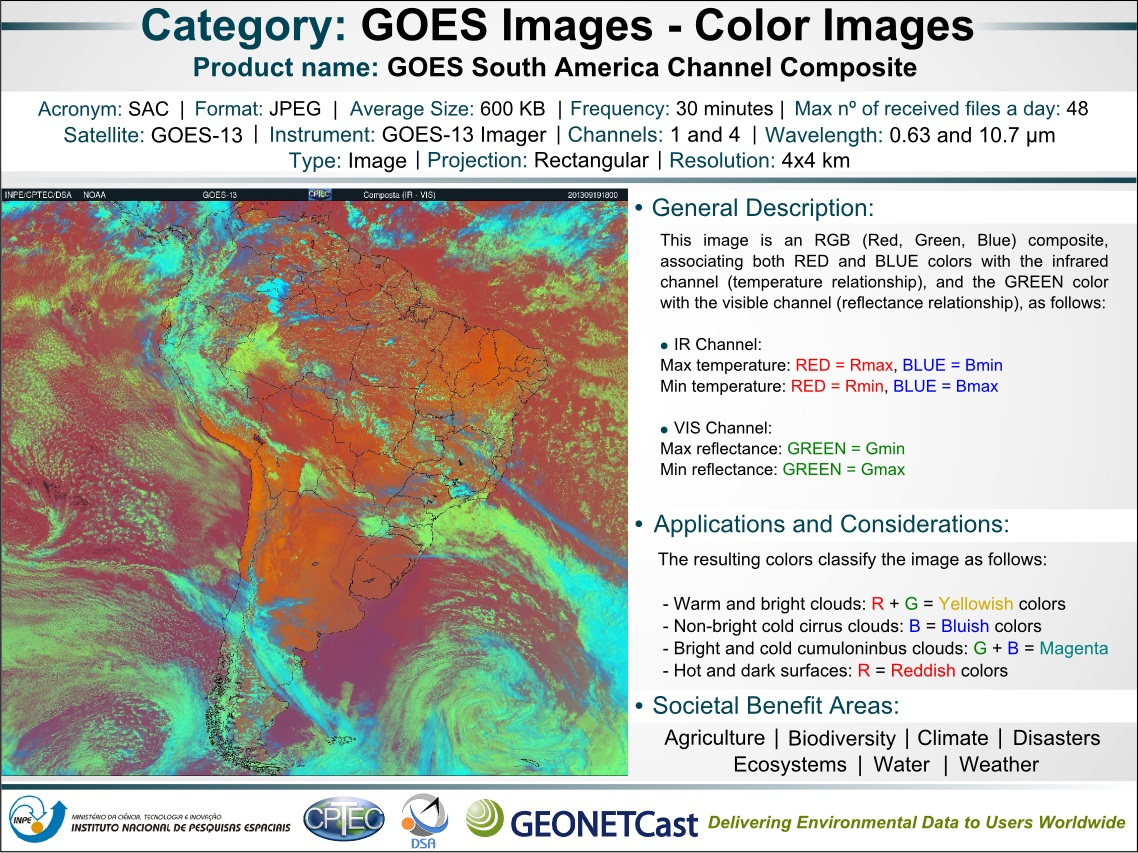 Category: GOES Images - Color Images
Product name: GOES South America Channel Composite
Acronym: SAC | Format: JPEG | Average Size: 600 KB | Frequency: 30 minutes | Max nº of received files a day: 48
Satellite: GOES-13 | Instrument: GOES-13 Imager | Channels: 1 and 4 | Wavelength: 0.63 and 10.7 µm
Type: Image | Projection: Rectangular | Resolution: 4x4 km
INPE/CPTEC/DSA NOAA GOES-13 CPTEC Composta (IR - VIS) 201309191800
• General Description:
This image is an RGB (Red, Green, Blue) composite,
associating both RED and BLUE colors with the infrared
channel (temperature relationship), and the GREEN color
with the visible channel (reflectance relationship), as follows:
• IR Channel:
Max temperature: RED = Rmax, BLUE = Bmin
Min temperature: RED = Rmin, BLUE = Bmax
• VIS Channel:
Max reflectance: GREEN = Gmin
Min reflectance: GREEN = Gmax
• Applications and Considerations:
The resulting colors classify the image as follows:
- Warm and bright clouds: R + G = Yellowish colors
- Non-bright cold cirrus clouds: B = Bluish colors
- Bright and cold cumuloninbus clouds: G + B = Magenta
- Hot and dark surfaces: R = Reddish colors
• Societal Benefit Areas:
Agriculture | Biodiversity | Climate | Disasters
Ecosystems | Water | Weather
INPE
MINISTÉRIO DA CIÊNCIA, TECNOLOGIA E INOVAÇÃO
INSTITUTO NACIONAL DE PESQUISAS ESPACIAIS
CPTEC
DSA
GEONETCast
Delivering Environmental Data to Users Worldwide